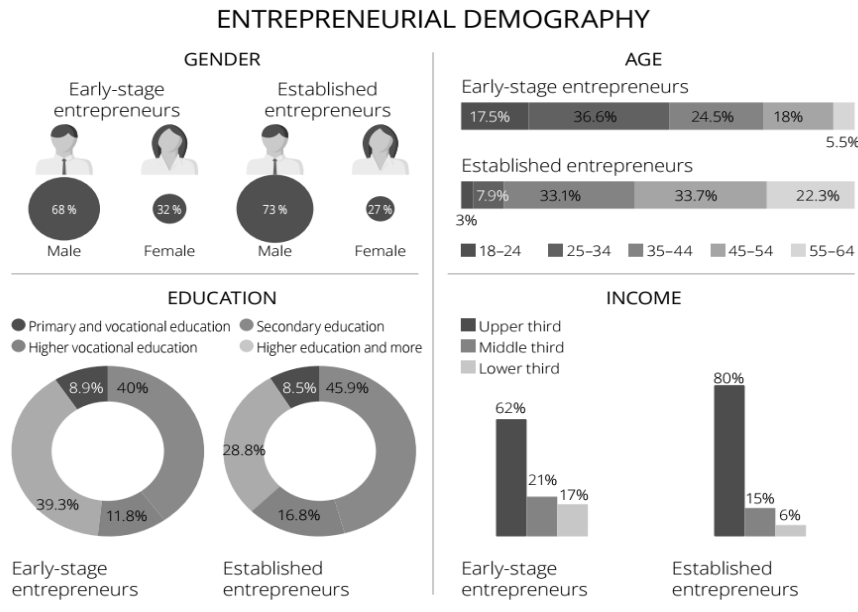 ENTREPRENEURIAL DEMOGRAPHY
GENDER
Early-stage
entrepreneurs
Established
entrepreneurs
68 %
32 %
73 %
27 %
Male
Female
Male
Female
AGE
Early-stage entrepreneurs
17.5%
36.6%
24.5%
18%
5.5%
Established entrepreneurs
7.9%
33.1%
33.7%
22.3%
3%
18–24
25–34
35–44
45–54
55–64
EDUCATION
Primary and vocational education
Secondary education
Higher vocational education
Higher education and more
8.9%
40%
39.3%
11.8%
8.5%
45.9%
28.8%
16.8%
Early-stage
entrepreneurs
Established
entrepreneurs
INCOME
Upper third
Middle third
Lower third
62%
21%
17%
80%
15%
6%
Early-stage
entrepreneurs
Established
entrepreneurs